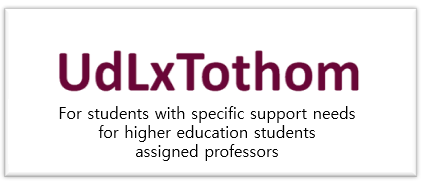 UdLxTothom
For students with specific support needs
for higher education students
assigned professors